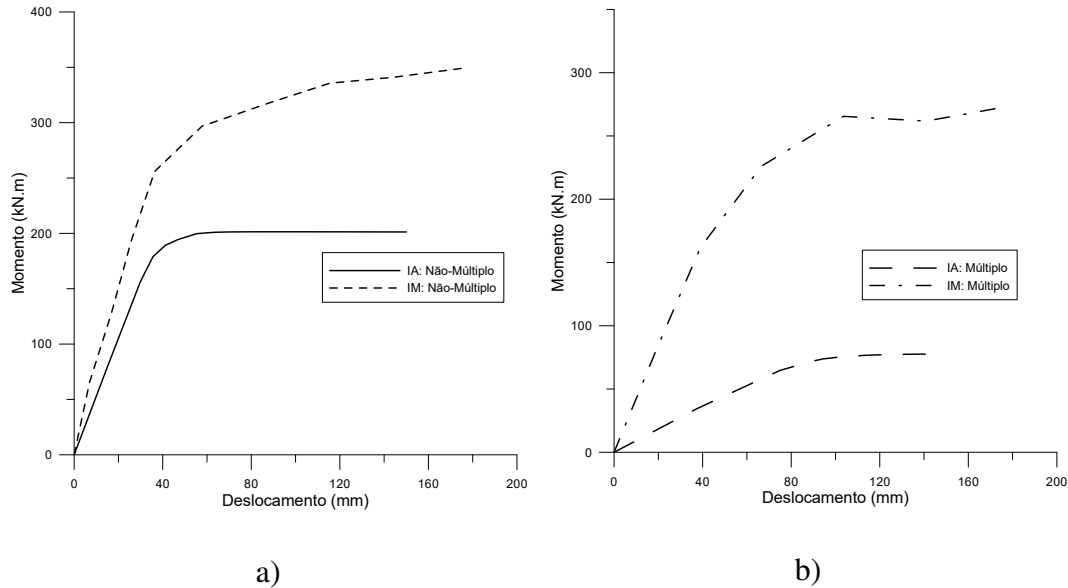 400
300
200
100
0
Momento (kN.m)
IA: Não-Múltiplo
IM: Não-Múltiplo
0 40 80 120 160 200
Deslocamento (mm)
a)
300
200
100
0
Momento (kN.m)
IA: Múltiplo
IM: Múltiplo
0 40 80 120 160 200
Deslocamento (mm)
b)